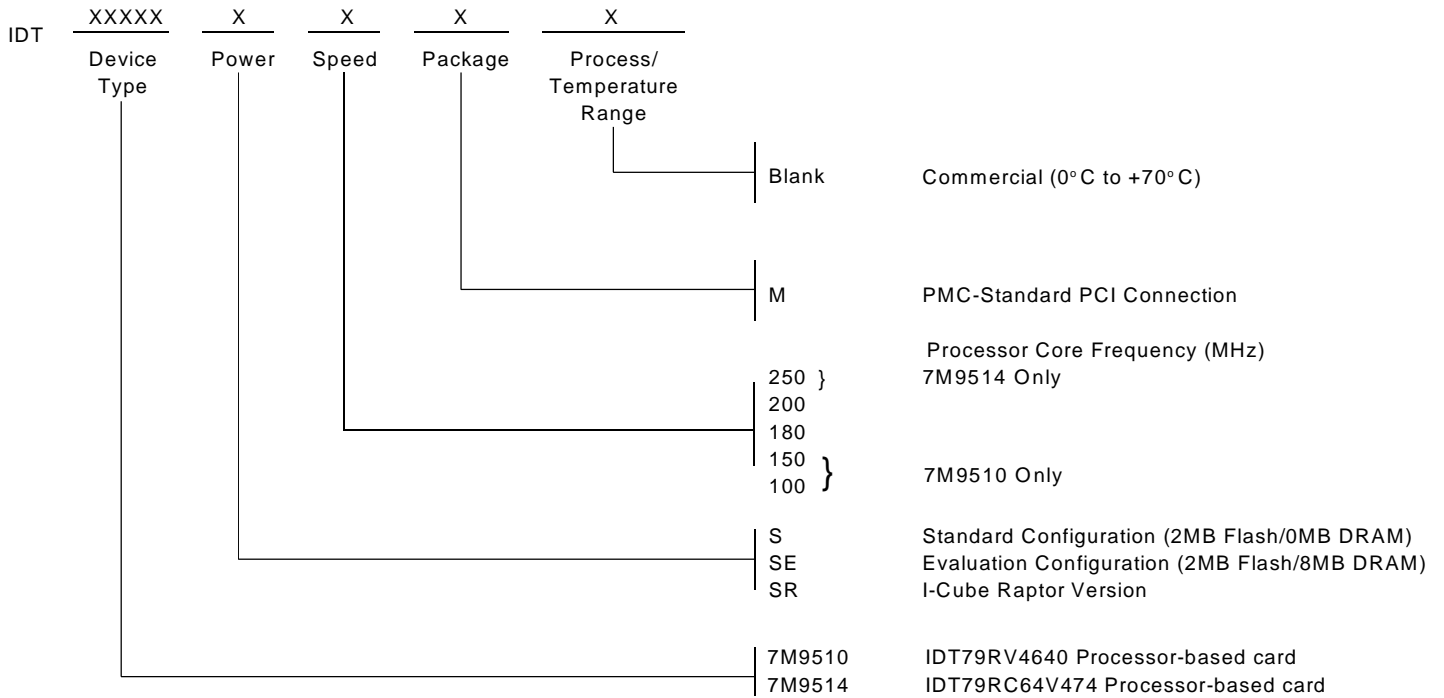 IDT XXXXX X X X X
Device Type
Power
Speed
Package
Process/
Temperature
Range
Blank Commercial (0°C to +70°C)
M PMC-Standard PCI Connection
Processor Core Frequency (MHz)
250 } 7M9514 Only
200
180
150
100 } 7M9510 Only
S Standard Configuration (2MB Flash/0MB DRAM)
SE Evaluation Configuration (2MB Flash/8MB DRAM)
SR I-Cube Raptor Version
7M9510 IDT79RV4640 Processor-based card
7M9514 IDT79RC64V474 Processor-based card